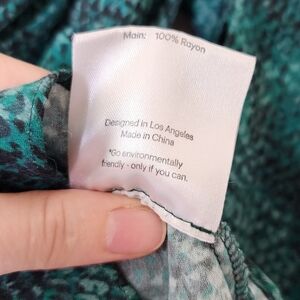 Main: 100% Rayon
Designed in Los Angeles
Made in China
*Go environmentally
friendly - only if you can.